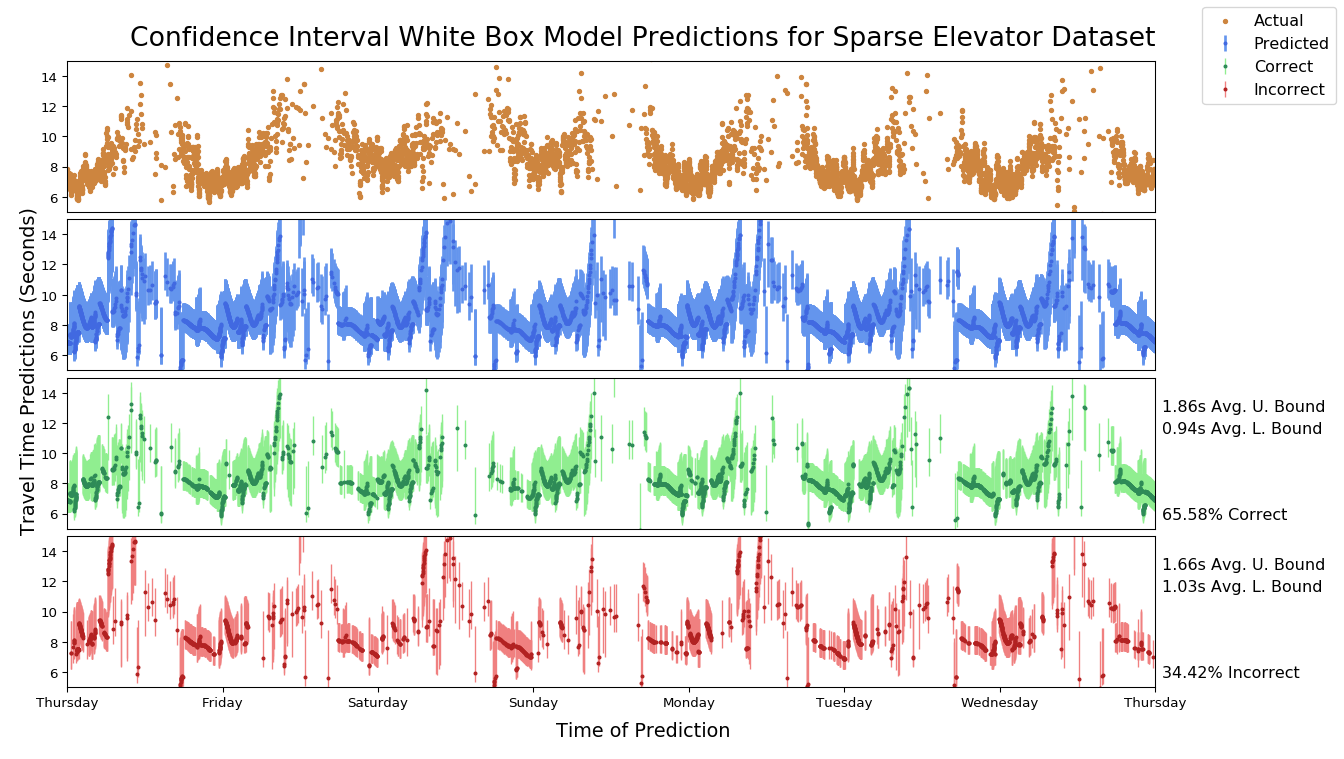 Confidence Interval White Box Model Predictions for Sparse Elevator Dataset
Actual
Predicted
Correct
Incorrect
Travel Time Predictions (Seconds)
14
12
10
8
6
14
12
10
8
6
14
12
10
8
6
1.86s Avg. U. Bound
0.94s Avg. L. Bound
65.58% Correct
14
12
10
8
6
1.66s Avg. U. Bound
1.03s Avg. L. Bound
34.42% Incorrect
Thursday Friday Saturday Sunday Monday Tuesday Wednesday Thursday
Time of Prediction